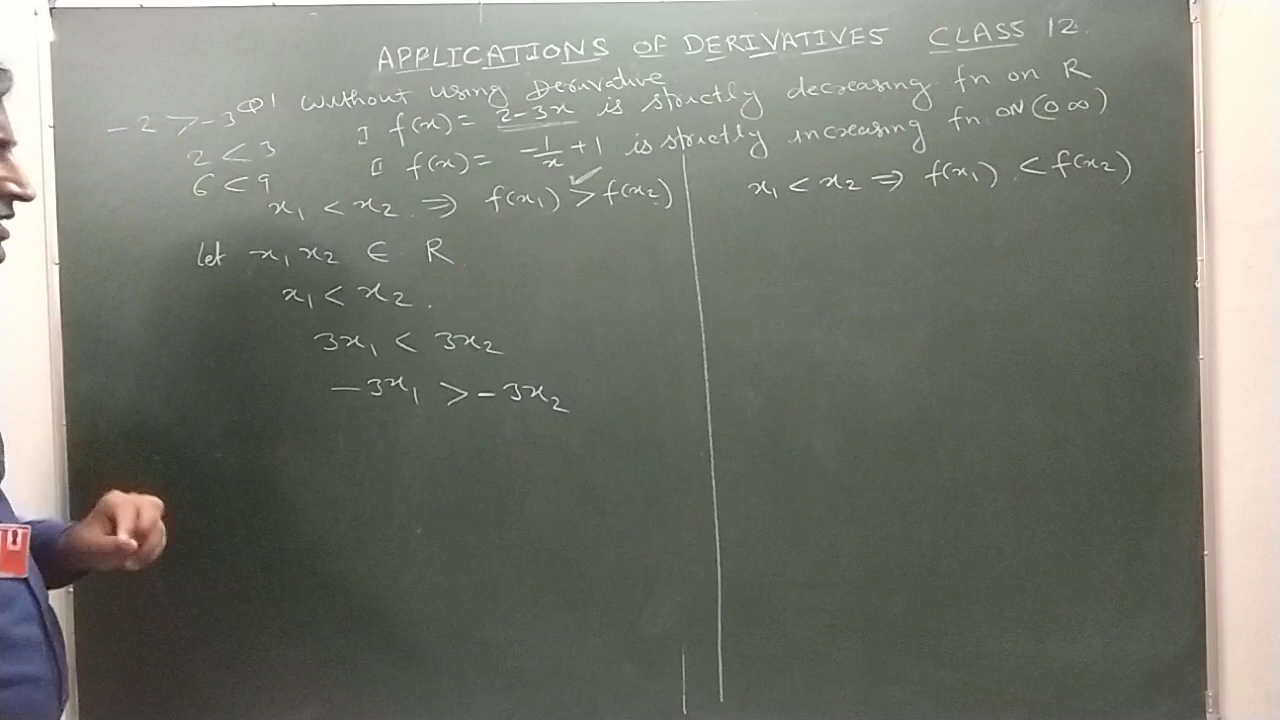 APPLICATIONS OF DERIVATIVES CLASS 12
Q1 Without using Derivative
I f(x) = 2-3x is strictly decreasing fn on R
II f(x) = -1/x + 1 is strictly increasing fn ON (0 ∞)
-2 > -3
2 < 3
6 < 9
x₁ < x₂ ⇒ f(x₁) > f(x₂)
let x₁ x₂ ∈ R
x₁ < x₂.
3x₁ < 3x₂
-3x₁ > -3x₂
x₁ < x₂ ⇒ f(x₁) < f(x₂)